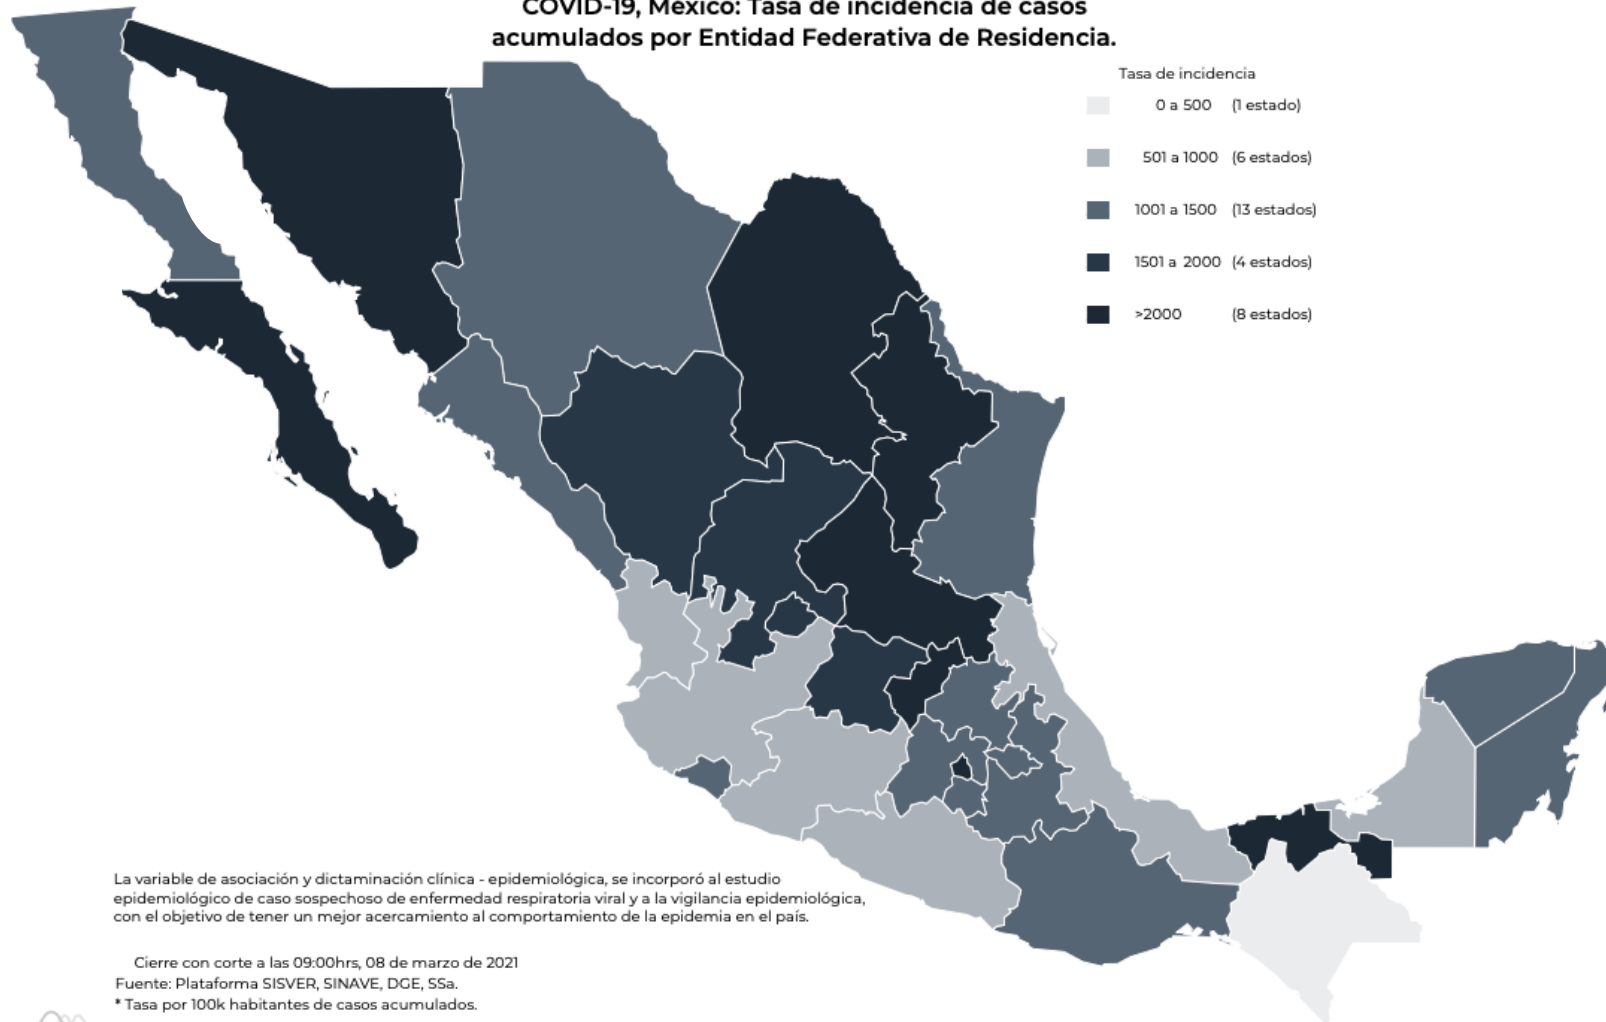 COVID-19, México: Tasa de incidencia de casos
acumulados por Entidad Federativa de Residencia.
Tasa de incidencia
0 a 500 (1 estado)
501 a 1000 (6 estados)
1001 a 1500 (13 estados)
1501 a 2000 (4 estados)
>2000 (8 estados)
La variable de asociación y dictaminación clínica - epidemiológica, se incorporó al estudio
epidemiológico de caso sospechoso de enfermedad respiratoria viral y a la vigilancia epidemiológica,
con el objetivo de tener un mejor acercamiento al comportamiento de la epidemia en el país.
Cierre con corte a las 09:00hrs, 08 de marzo de 2021
Fuente: Plataforma SISVER, SINAVE, DGE, SSa.
* Tasa por 100k habitantes de casos acumulados.